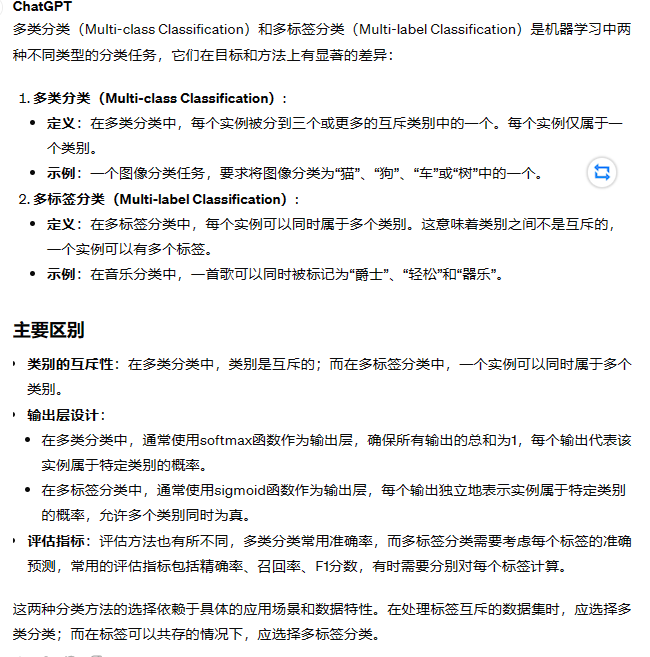 ChatGPT
多类分类（Multi-class Classification）和多标签分类（Multi-label Classification）是机器学习中两
种不同类型的分类任务，它们在目标和方法上有显著的差异：
1. 多类分类（Multi-class Classification）:
• 定义：在多类分类中，每个实例被分到三个或更多的互斥类别中的一个。每个实例仅属于一
个类别。
• 示例：一个图像分类任务，要求将图像分类为“猫”、“狗”、“车”或“树”中的一个。
2. 多标签分类（Multi-label Classification）:
• 定义：在多标签分类中，每个实例可以同时属于多个类别。这意味着类别之间不是互斥的，
一个实例可以有多个标签。
• 示例：在音乐分类中，一首歌可以同时被标记为“爵士”、“轻松”和“器乐”。
主要区别
• 类别的互斥性：在多类分类中，类别是互斥的；而在多标签分类中，一个实例可以同时属于多个
类别。
• 输出层设计：
• 在多类分类中，通常使用softmax函数作为输出层，确保所有输出的总和为1，每个输出代表该
实例属于特定类别的概率。
• 在多标签分类中，通常使用sigmoid函数作为输出层，每个输出独立地表示实例属于特定类别
的概率，允许多个类别同时为真。
• 评估指标：评估方法也有所不同，多类分类常用准确率，而多标签分类需要考虑每个标签的准确
预测，常用的评估指标包括精确率、召回率、F1分数，有时需要分别对每个标签计算。
这两种分类方法的选择依赖于具体的应用场景和数据特性。在处理标签互斥的数据集时，应选择多
类分类；而在标签可以共存的情况下，应选择多标签分类。